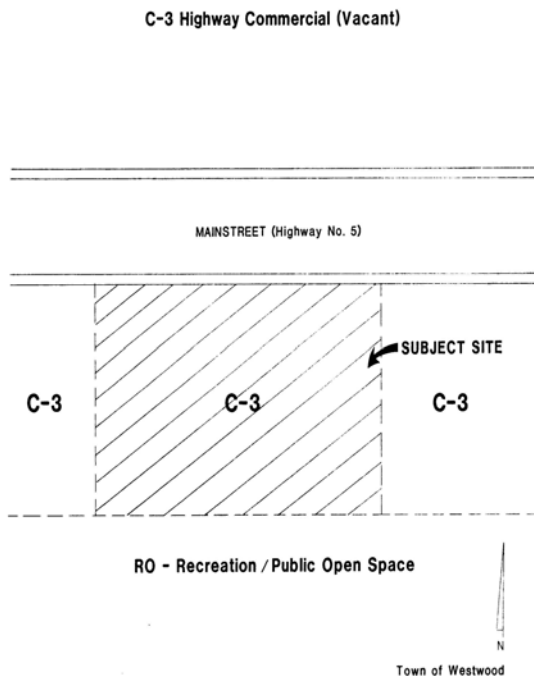 C-3 Highway Commercial (Vacant)
MAINSTREET (Highway No. 5)
SUBJECT SITE
C-3
C-3
C-3
RO - Recreation / Public Open Space
N
Town of Westwood